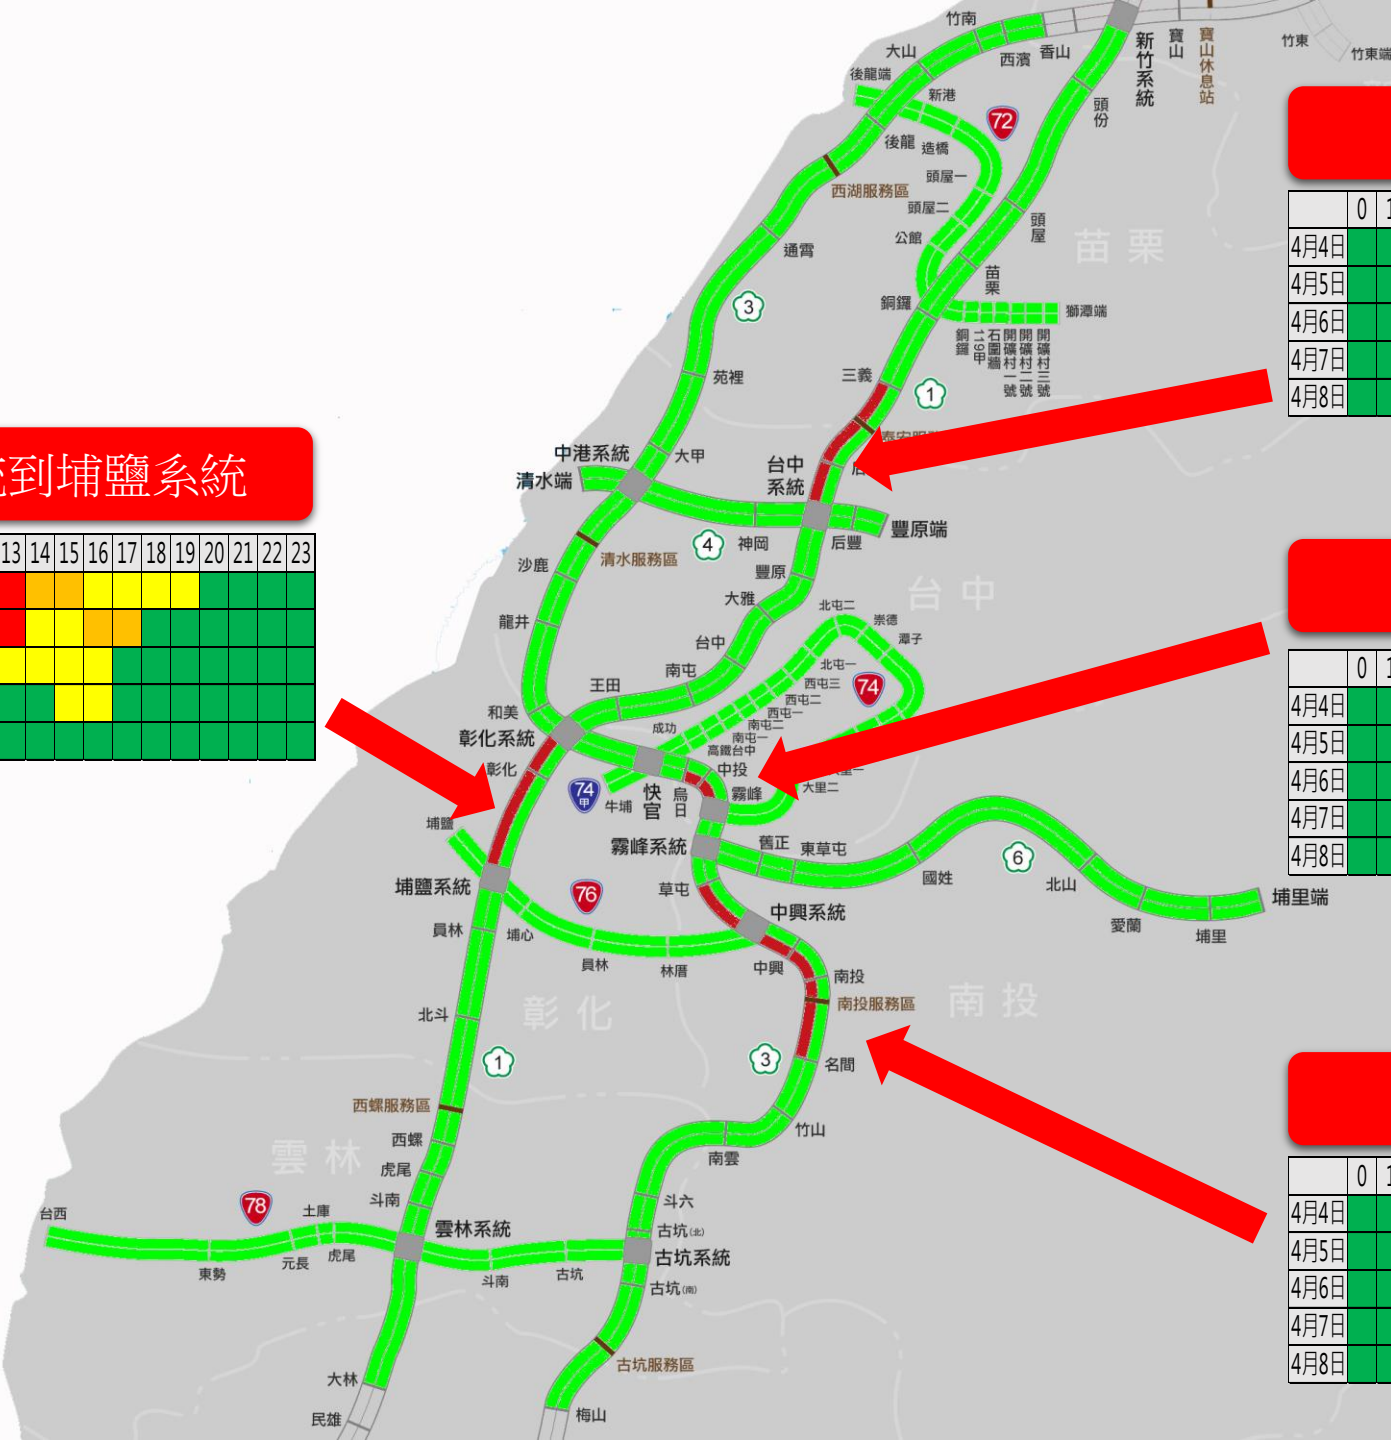 竹南
大山
西濱
香山
新竹系統
寶山
寶山休息站
竹東
竹東端
後龍端
新港
頭份
72
後龍
造橋
頭屋一
西湖服務區
頭屋二
頭屋
公館
通霄
苗栗
苗栗
3
銅鑼
獅潭端
銅鑼
119甲
石圍牆
開礦村一號
開礦村二號
開礦村三號
苑裡
三義
1
0
4月4日
4月5日
4月6日
4月7日
4月8日
到埔鹽系統
13 14 15 16 17 18 19 20 21 22 23
中港系統
大甲
清水端
台中系統
豐原端
4
神岡
后豐
清水服務區
沙鹿
豐原
大雅
台中
龍井
北屯二
崇德
潭子
台中
南屯
北屯一
西屯三
74
王田
西屯二
西屯一
和美
成功
南屯二
南屯一
彰化系統
高鐵台中
彰化
中投
74
甲
牛埔
快官
烏日
霧峰
大里二
埔鹽
霧峰系統
舊正
東草屯
6
國姓
北山
埔鹽系統
76
草屯
中興系統
埔里端
愛蘭
埔里
員林
埔心
員林
林厝
中興
南投
南投服務區
彰化
南投
北斗
1
3
名間
西螺服務區
竹山
西螺
南雲
雲林
虎尾
78
斗南
斗六
台西
土庫
雲林系統
古坑(北)
古坑系統
東勢
元長
虎尾
斗南
古坑
古坑(南)
古坑服務區
大林
民雄
梅山
0
4月4日
4月5日
4月6日
4月7日
4月8日
0
4月4日
4月5日
4月6日
4月7日
4月8日